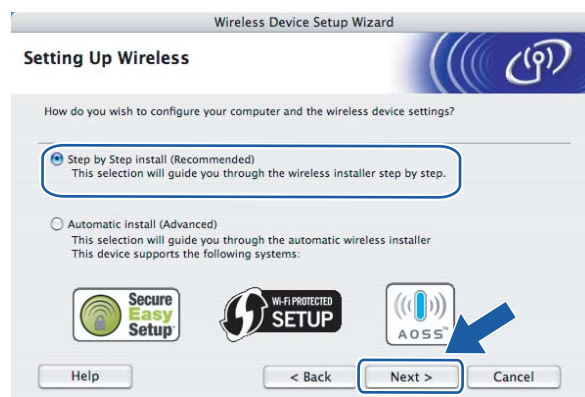 Wireless Device Setup Wizard
Setting Up Wireless
How do you wish to configure your computer and the wireless device settings?
Step by Step install (Recommended)
This selection will guide you through the wireless installer step by step.
Automatic install (Advanced)
This selection will guide you through the automatic wireless installer
This device supports the following systems:
Secure
Easy
Setup
Wi-Fi PROTECTED
SETUP
AOSS™
Help
< Back
Next >
Cancel